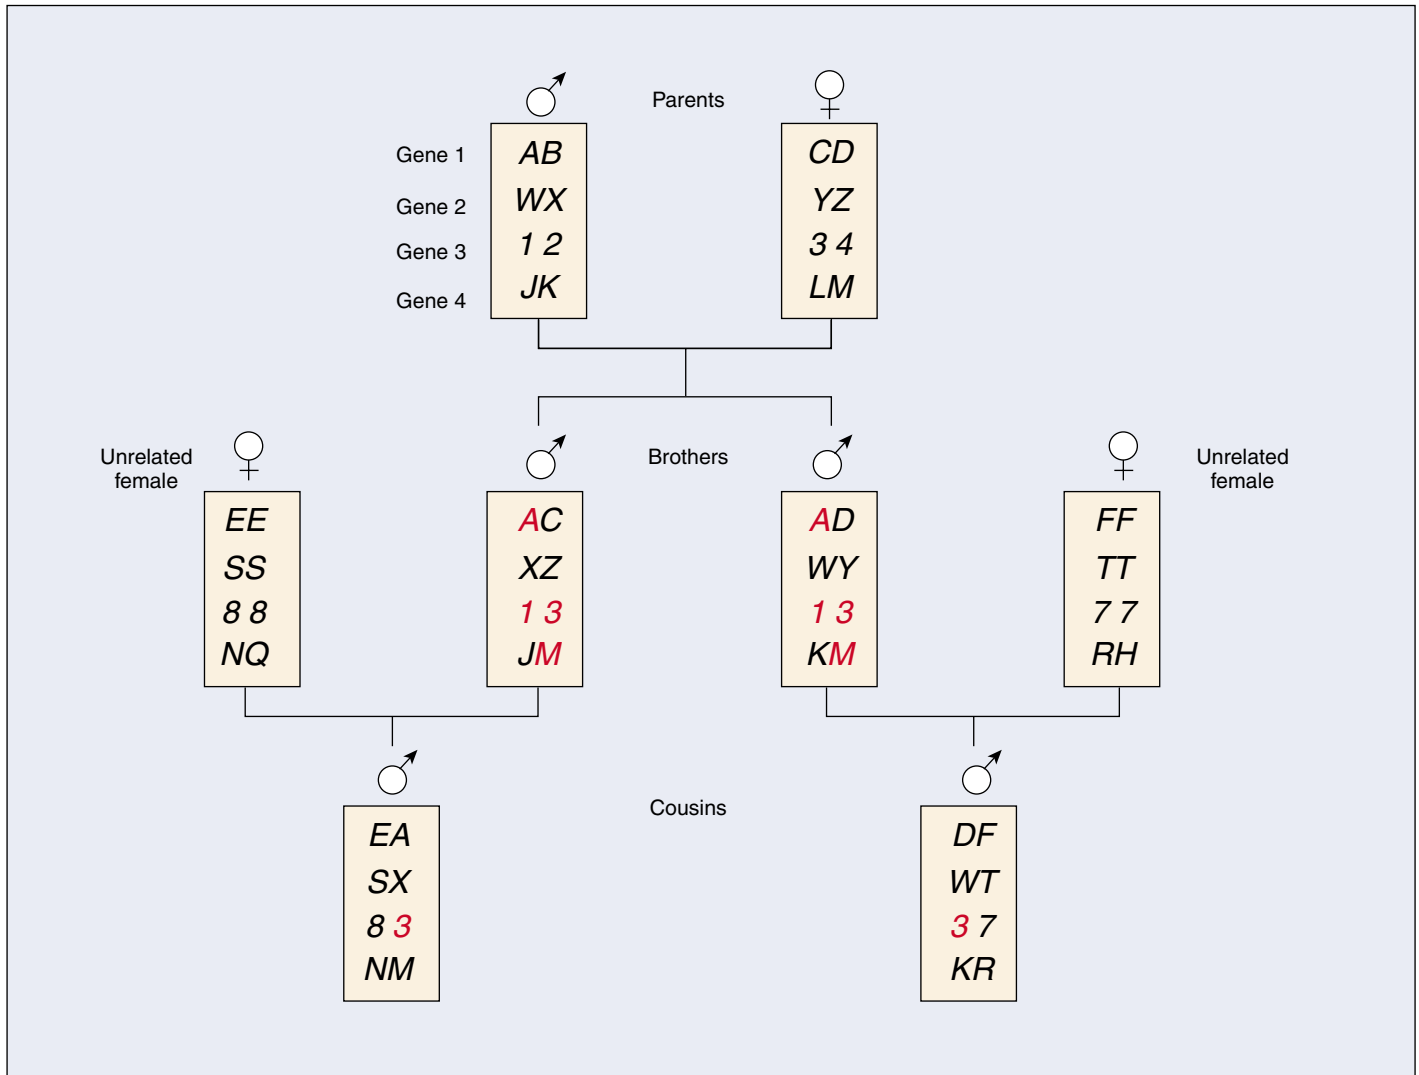 Parents
Gene 1
AB
CD
Gene 2
WX
YZ
Gene 3
1 2
3 4
Gene 4
JK
LM
Unrelated
female
Brothers
Unrelated
female
EE
AC
AD
FF
SS
XZ
WY
TT
8 8
1 3
1 3
7 7
NQ
JM
KM
RH
Cousins
EA
DF
SX
WT
8 3
3 7
NM
KR